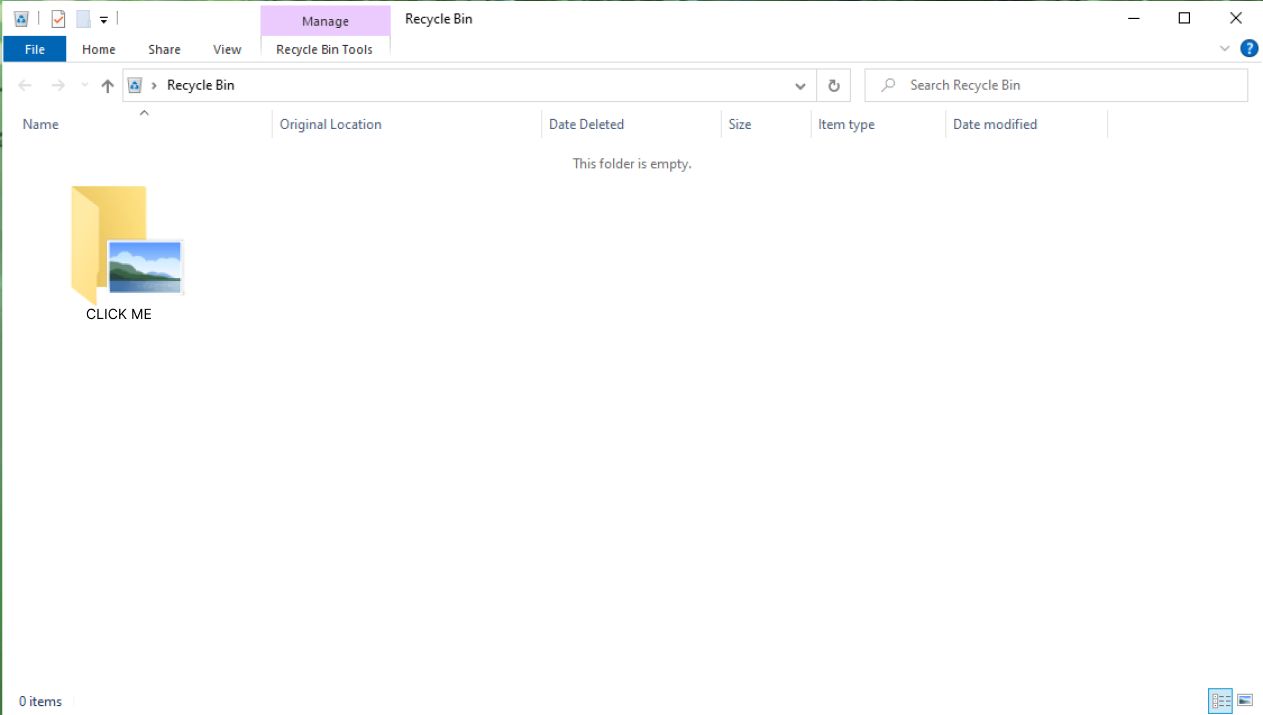 Manage Recycle Bin
File Home Share View Recycle Bin Tools ?
Recycle Bin Search Recycle Bin
Name Original Location Date Deleted Size Item type Date modified
This folder is empty.
CLICK ME
0 items